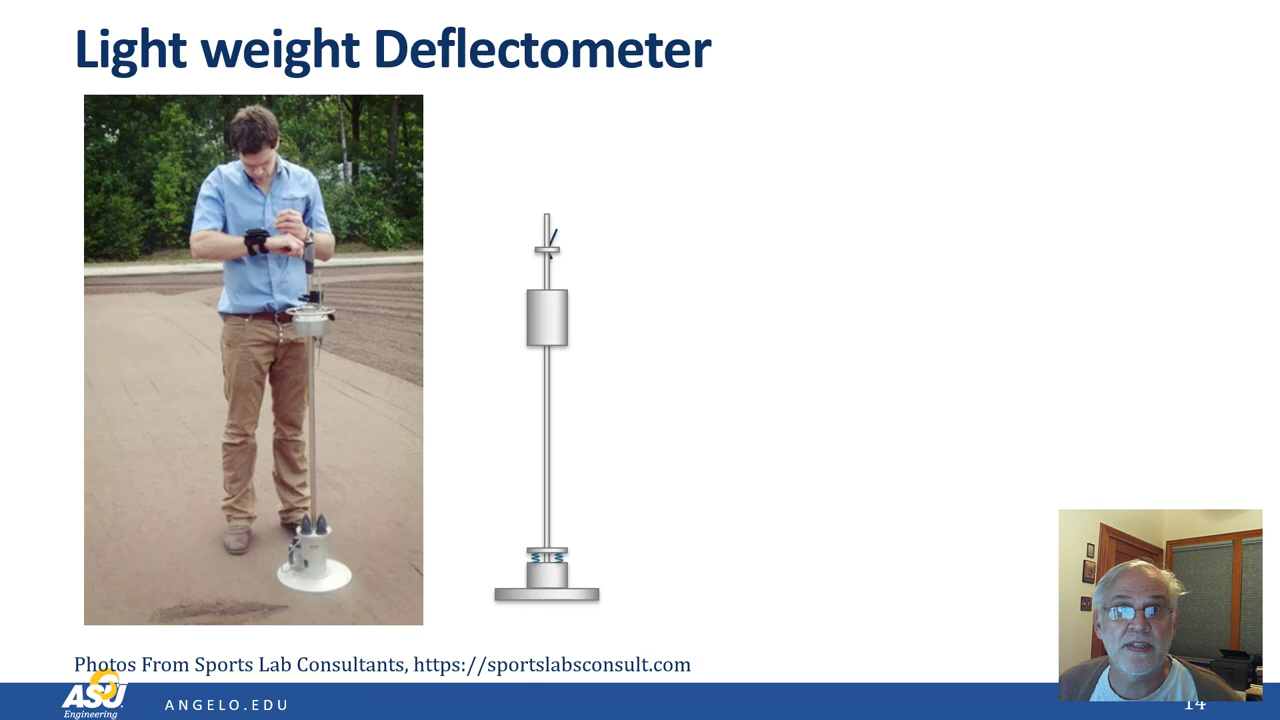 Light weight Deflectometer
Photos From Sports Lab Consultants, https://sportslabsconsult.com
ASU
Engineering
ANGELO.EDU
14